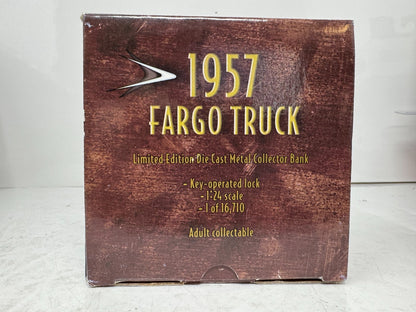 1957
FARGO TRUCK
Limited Edition Die Cast Metal Collector Bank
- Key-operated lock
- 1:24 scale
- 1 of 16,710
Adult collectable